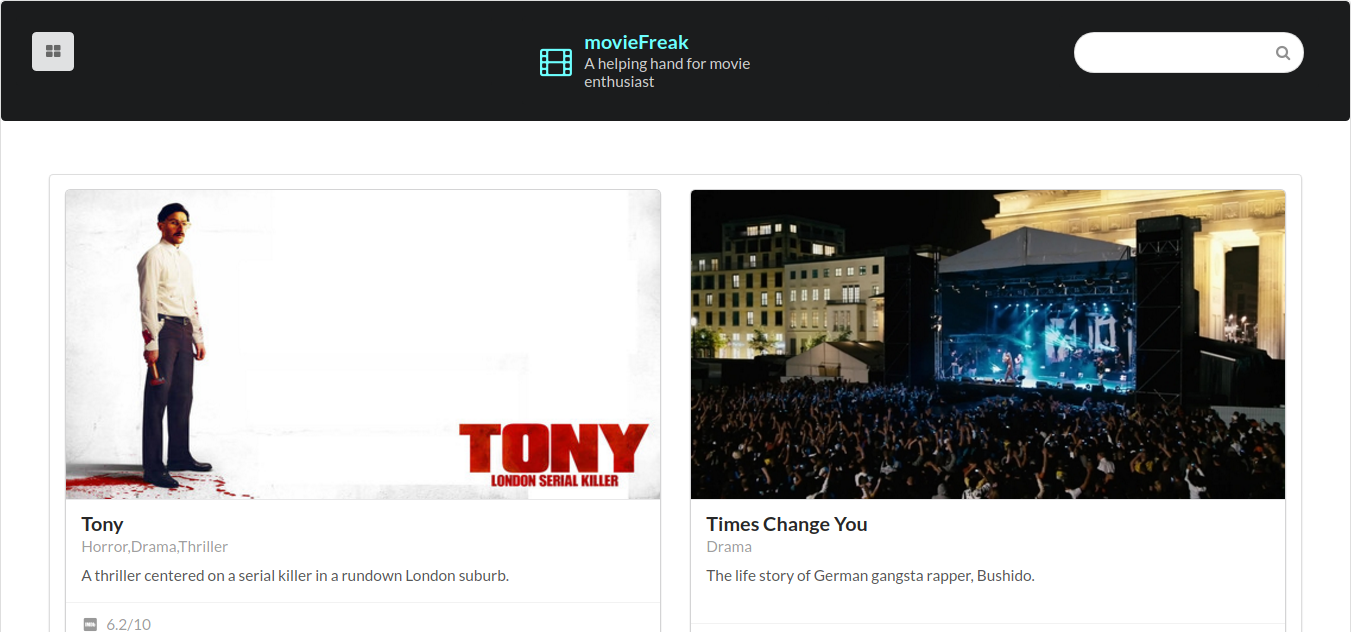 movieFreak
A helping hand for movie
enthusiast
TONY
LONDON SERIAL KILLER
Tony
Horror,Drama,Thriller
A thriller centered on a serial killer in a rundown London suburb.
6.2/10
Times Change You
Drama
The life story of German gangsta rapper, Bushido.